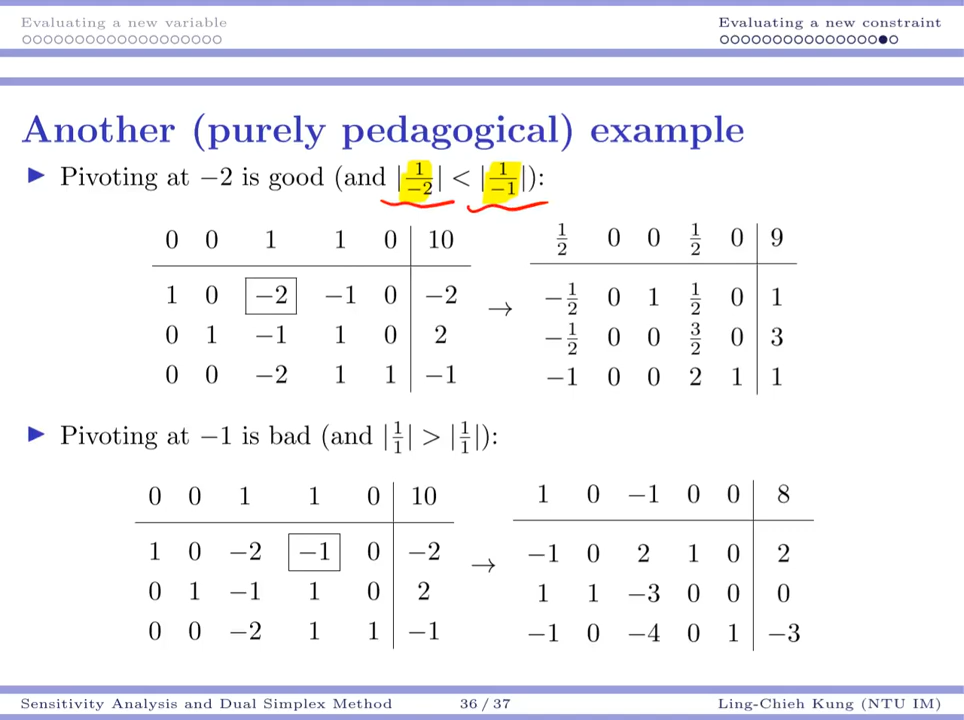 Evaluating a new variable Evaluating a new constraint
Another (purely pedagogical) example
▶ Pivoting at −2 is good (and |1/−2| < |1/−1|):
0 0 1 1 0 | 10 1/2 0 0 1/2 0 | 9
1 0 −2 −1 0 | −2 → −1/2 0 1 1/2 0 | 1
0 1 −1 1 0 | 2 −1/2 0 0 3/2 0 | 3
0 0 −2 1 1 | −1 −1 0 0 2 1 | 1
▶ Pivoting at −1 is bad (and |1/1| > |1/1|):
0 0 1 1 0 | 10 1 0 −1 0 0 | 8
1 0 −2 −1 0 | −2 → −1 0 2 1 0 | 2
0 1 −1 1 0 | 2 1 1 −3 0 0 | 0
0 0 −2 1 1 | −1 −1 0 −4 0 1 | −3
Sensitivity Analysis and Dual Simplex Method 36 / 37 Ling-Chieh Kung (NTU IM)